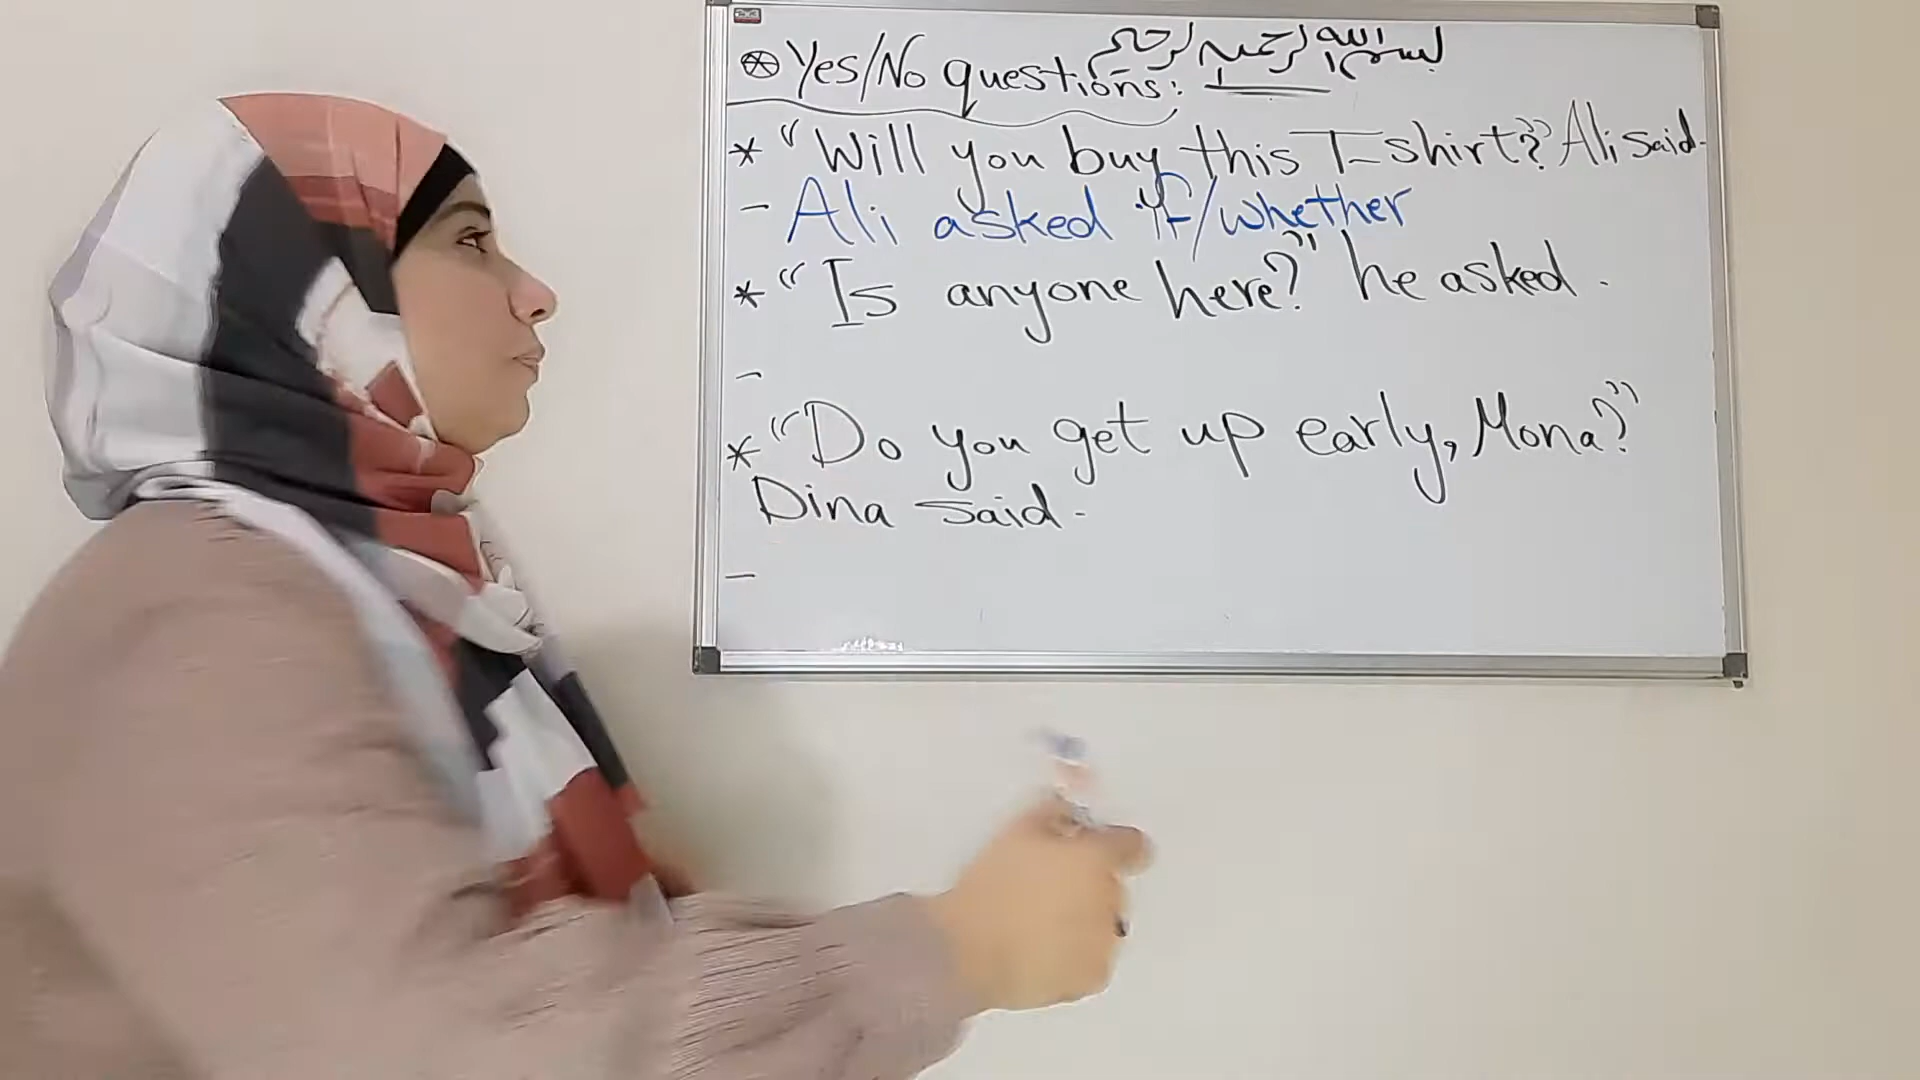 بسم الله الرحمن الرحيم
⊛ Yes/No questions:
* "Will you buy this T-shirt?" Ali said.
- Ali asked if/whether
* "Is anyone here?" he asked.
-
* "Do you get up early, Mona?"
Dina said.
-